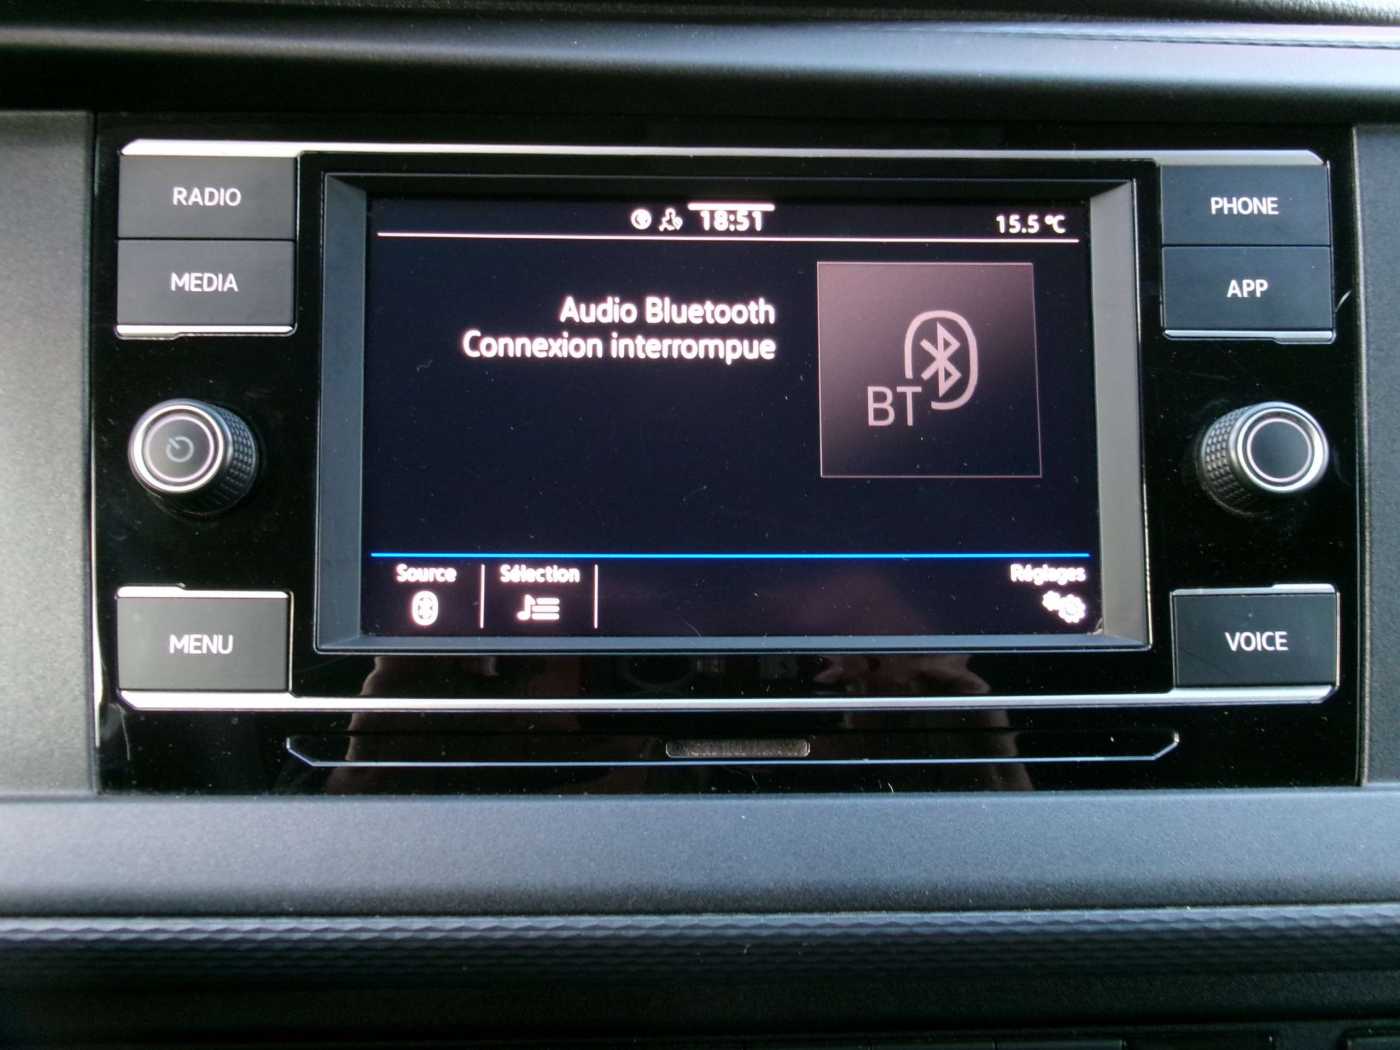 RADIO
MEDIA
MENU
18:51
15.5 °C
Audio Bluetooth
Connexion interrompue
BT
Source
Sélection
Réglages
PHONE
APP
VOICE